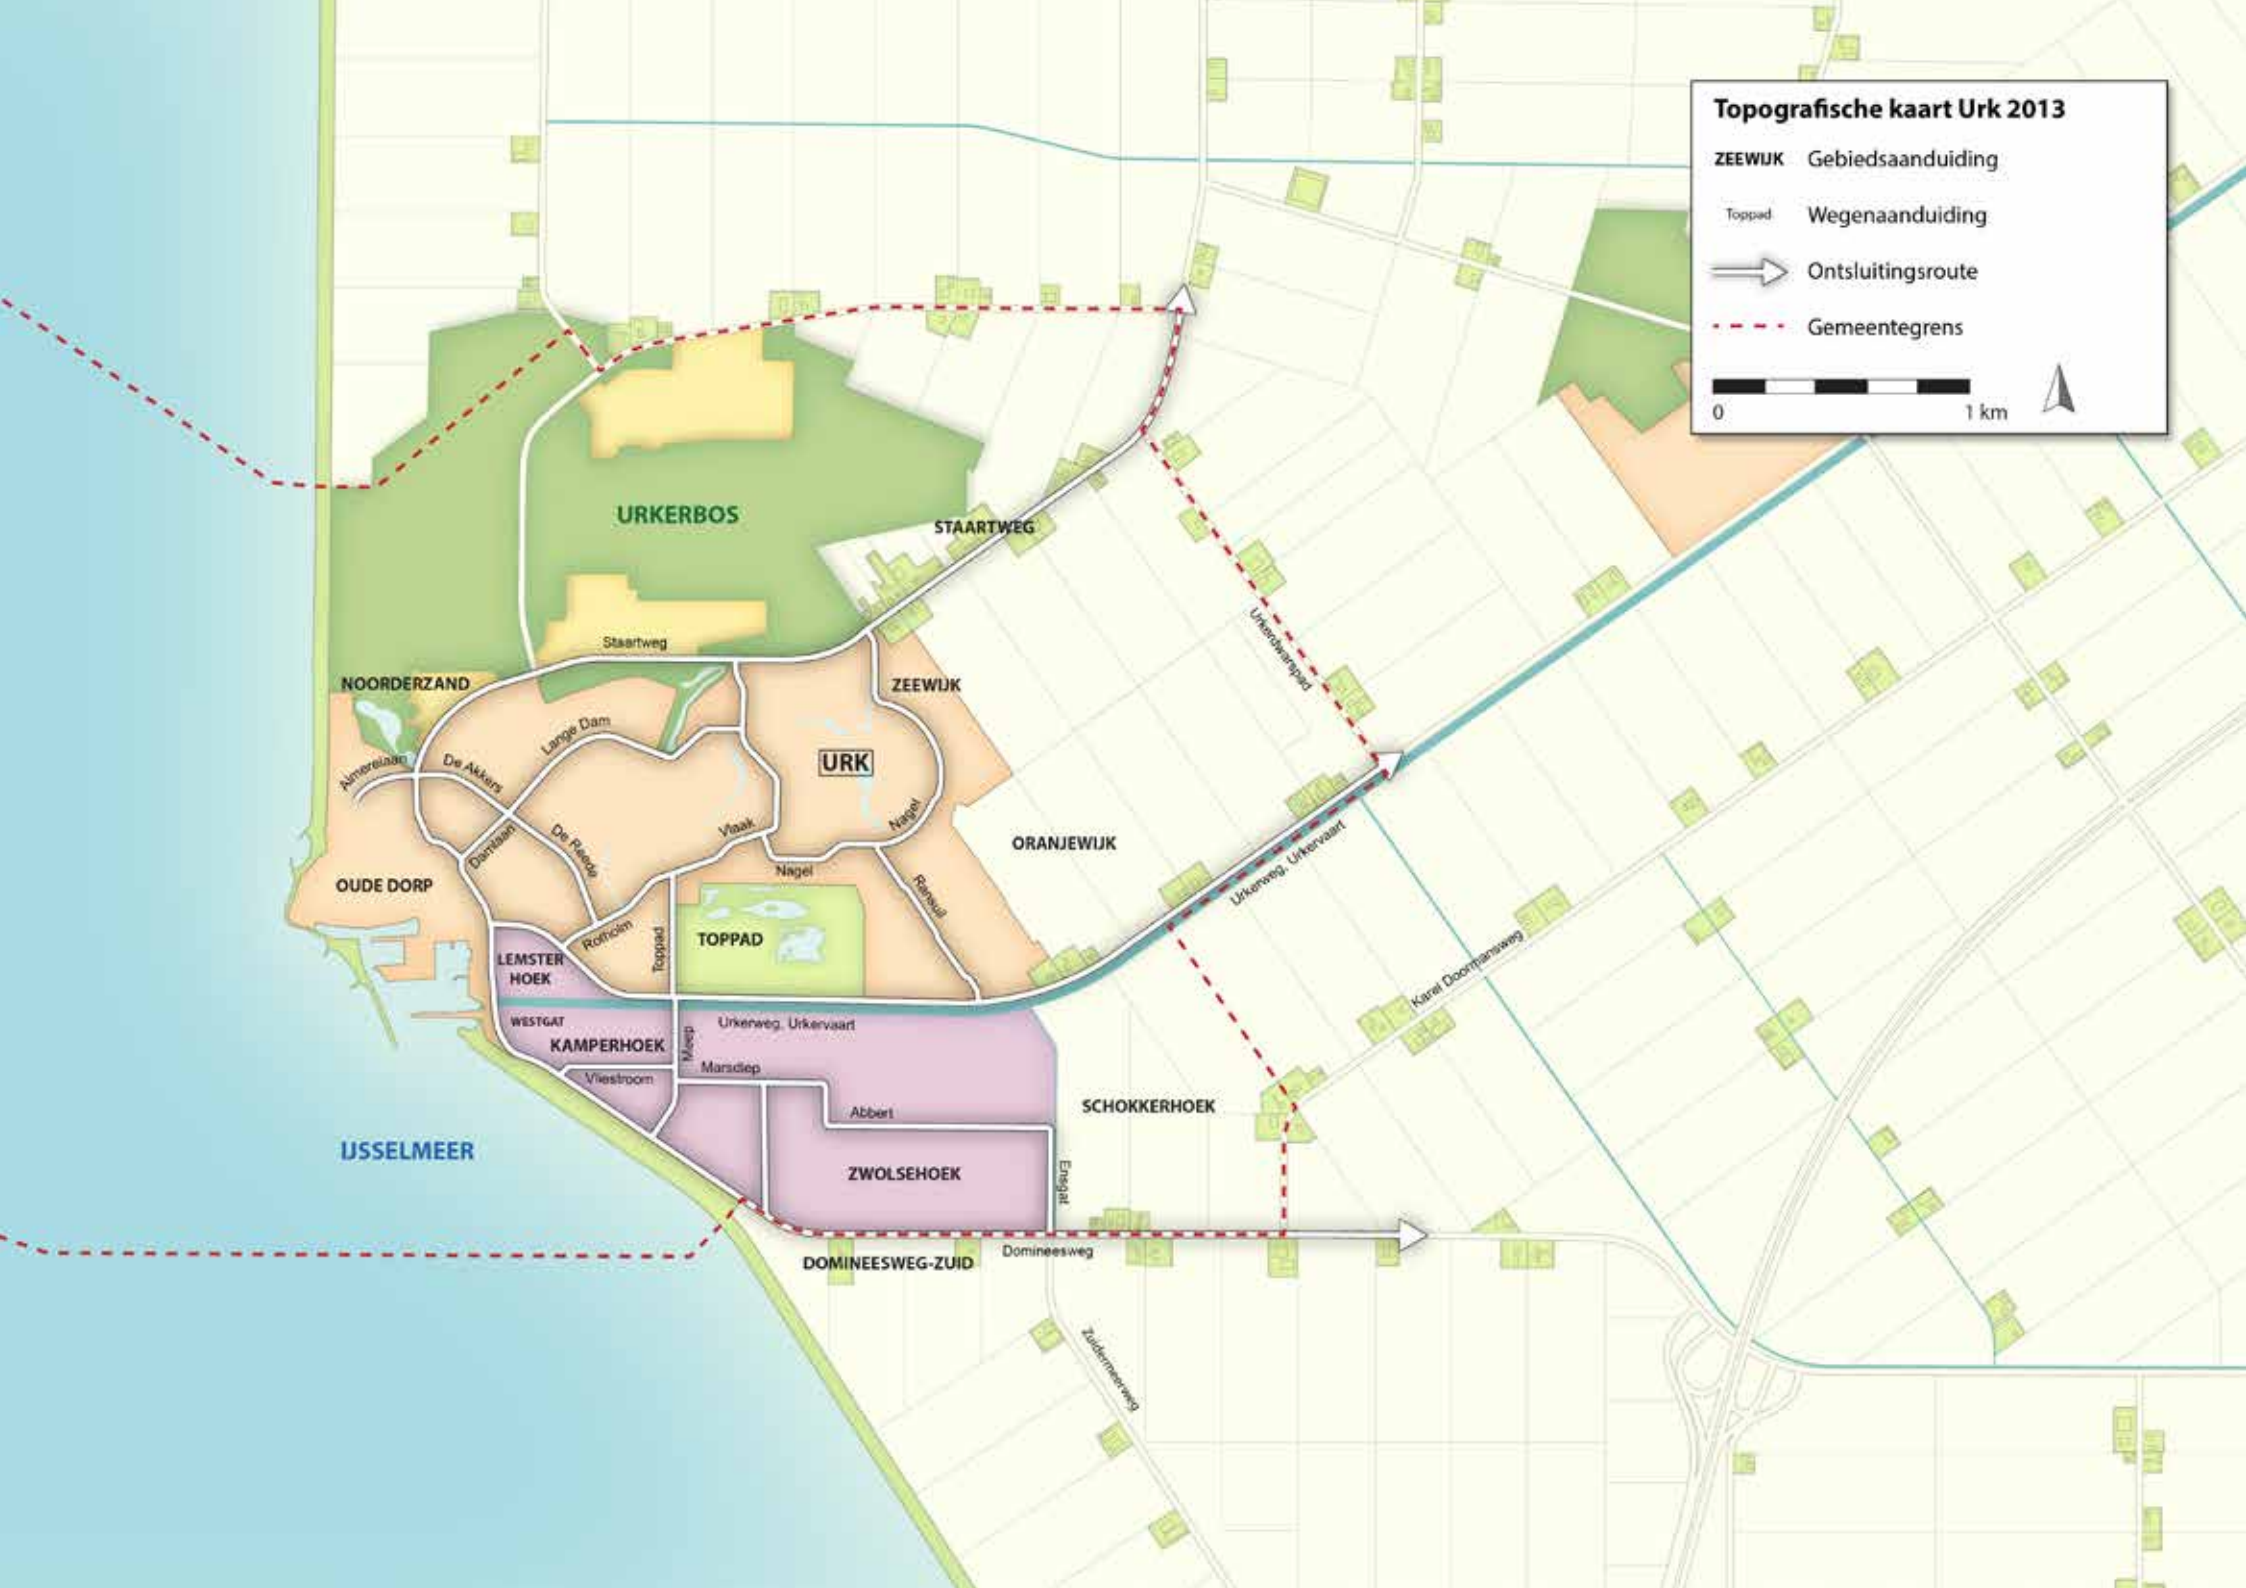 Topografische kaart Urk 2013
ZEEWIJK Gebiedsaanduiding
Toppad Wegenaanduiding
Ontsluitingsroute
Gemeentegrens
0 1 km
URKERBOS
STAARTWEG
Staartweg
Urkerdwarspad
NOORDERZAND
ZEEWIJK
Lange Dam
URK
Almerelaan
De Akkers
Nagel
Vlaak
Damlaan
De Reede
ORANJEWIJK
Urkerweg, Urkervaart
Nagel
OUDE DORP
Ransuil
Rotholm
Toppad
TOPPAD
Karel Doormansweg
LEMSTER
HOEK
WESTGAT
Urkerweg, Urkervaart
KAMPERHOEK
Meep
Marsdiep
Vliestroom
Abbert
SCHOKKERHOEK
IJSSELMEER
ZWOLSEHOEK
Ensgat
Domineesweg
DOMINEESWEG-ZUID
Zuidermeerweg